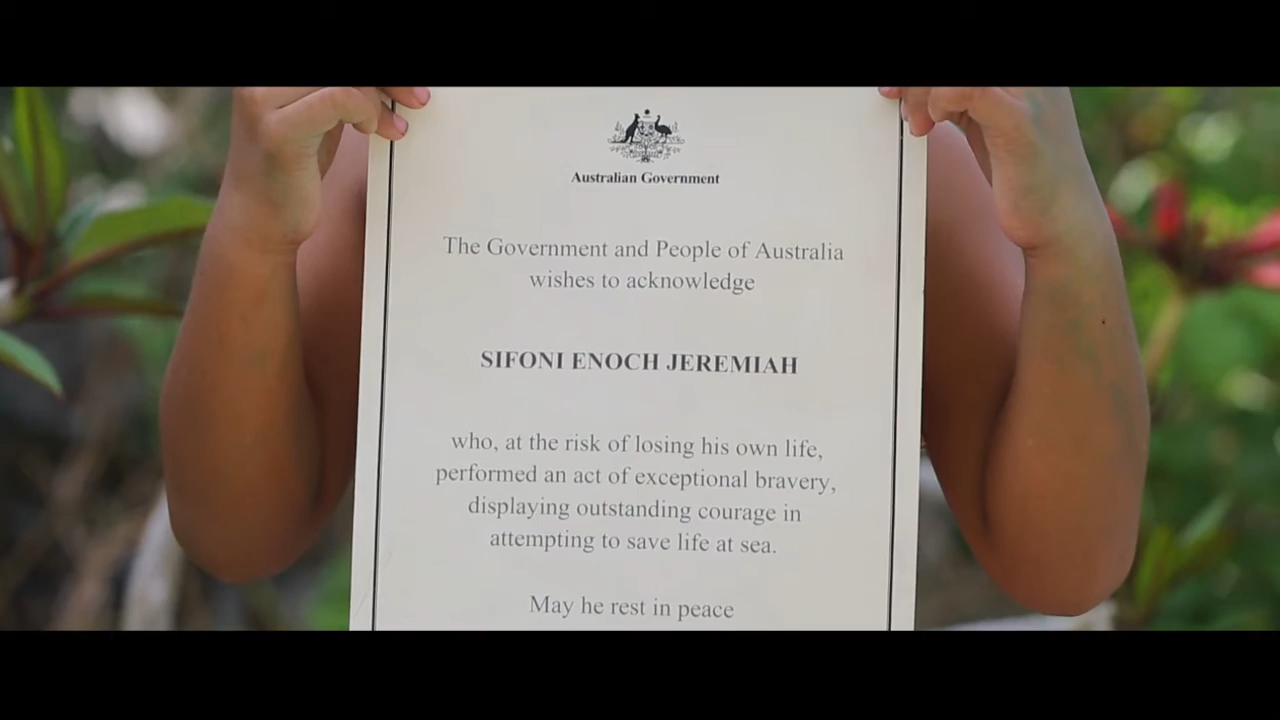 Australian Government
The Government and People of Australia
wishes to acknowledge
SIFONI ENOCH JEREMIAH
who, at the risk of losing his own life,
performed an act of exceptional bravery,
displaying outstanding courage in
attempting to save life at sea.
May he rest in peace